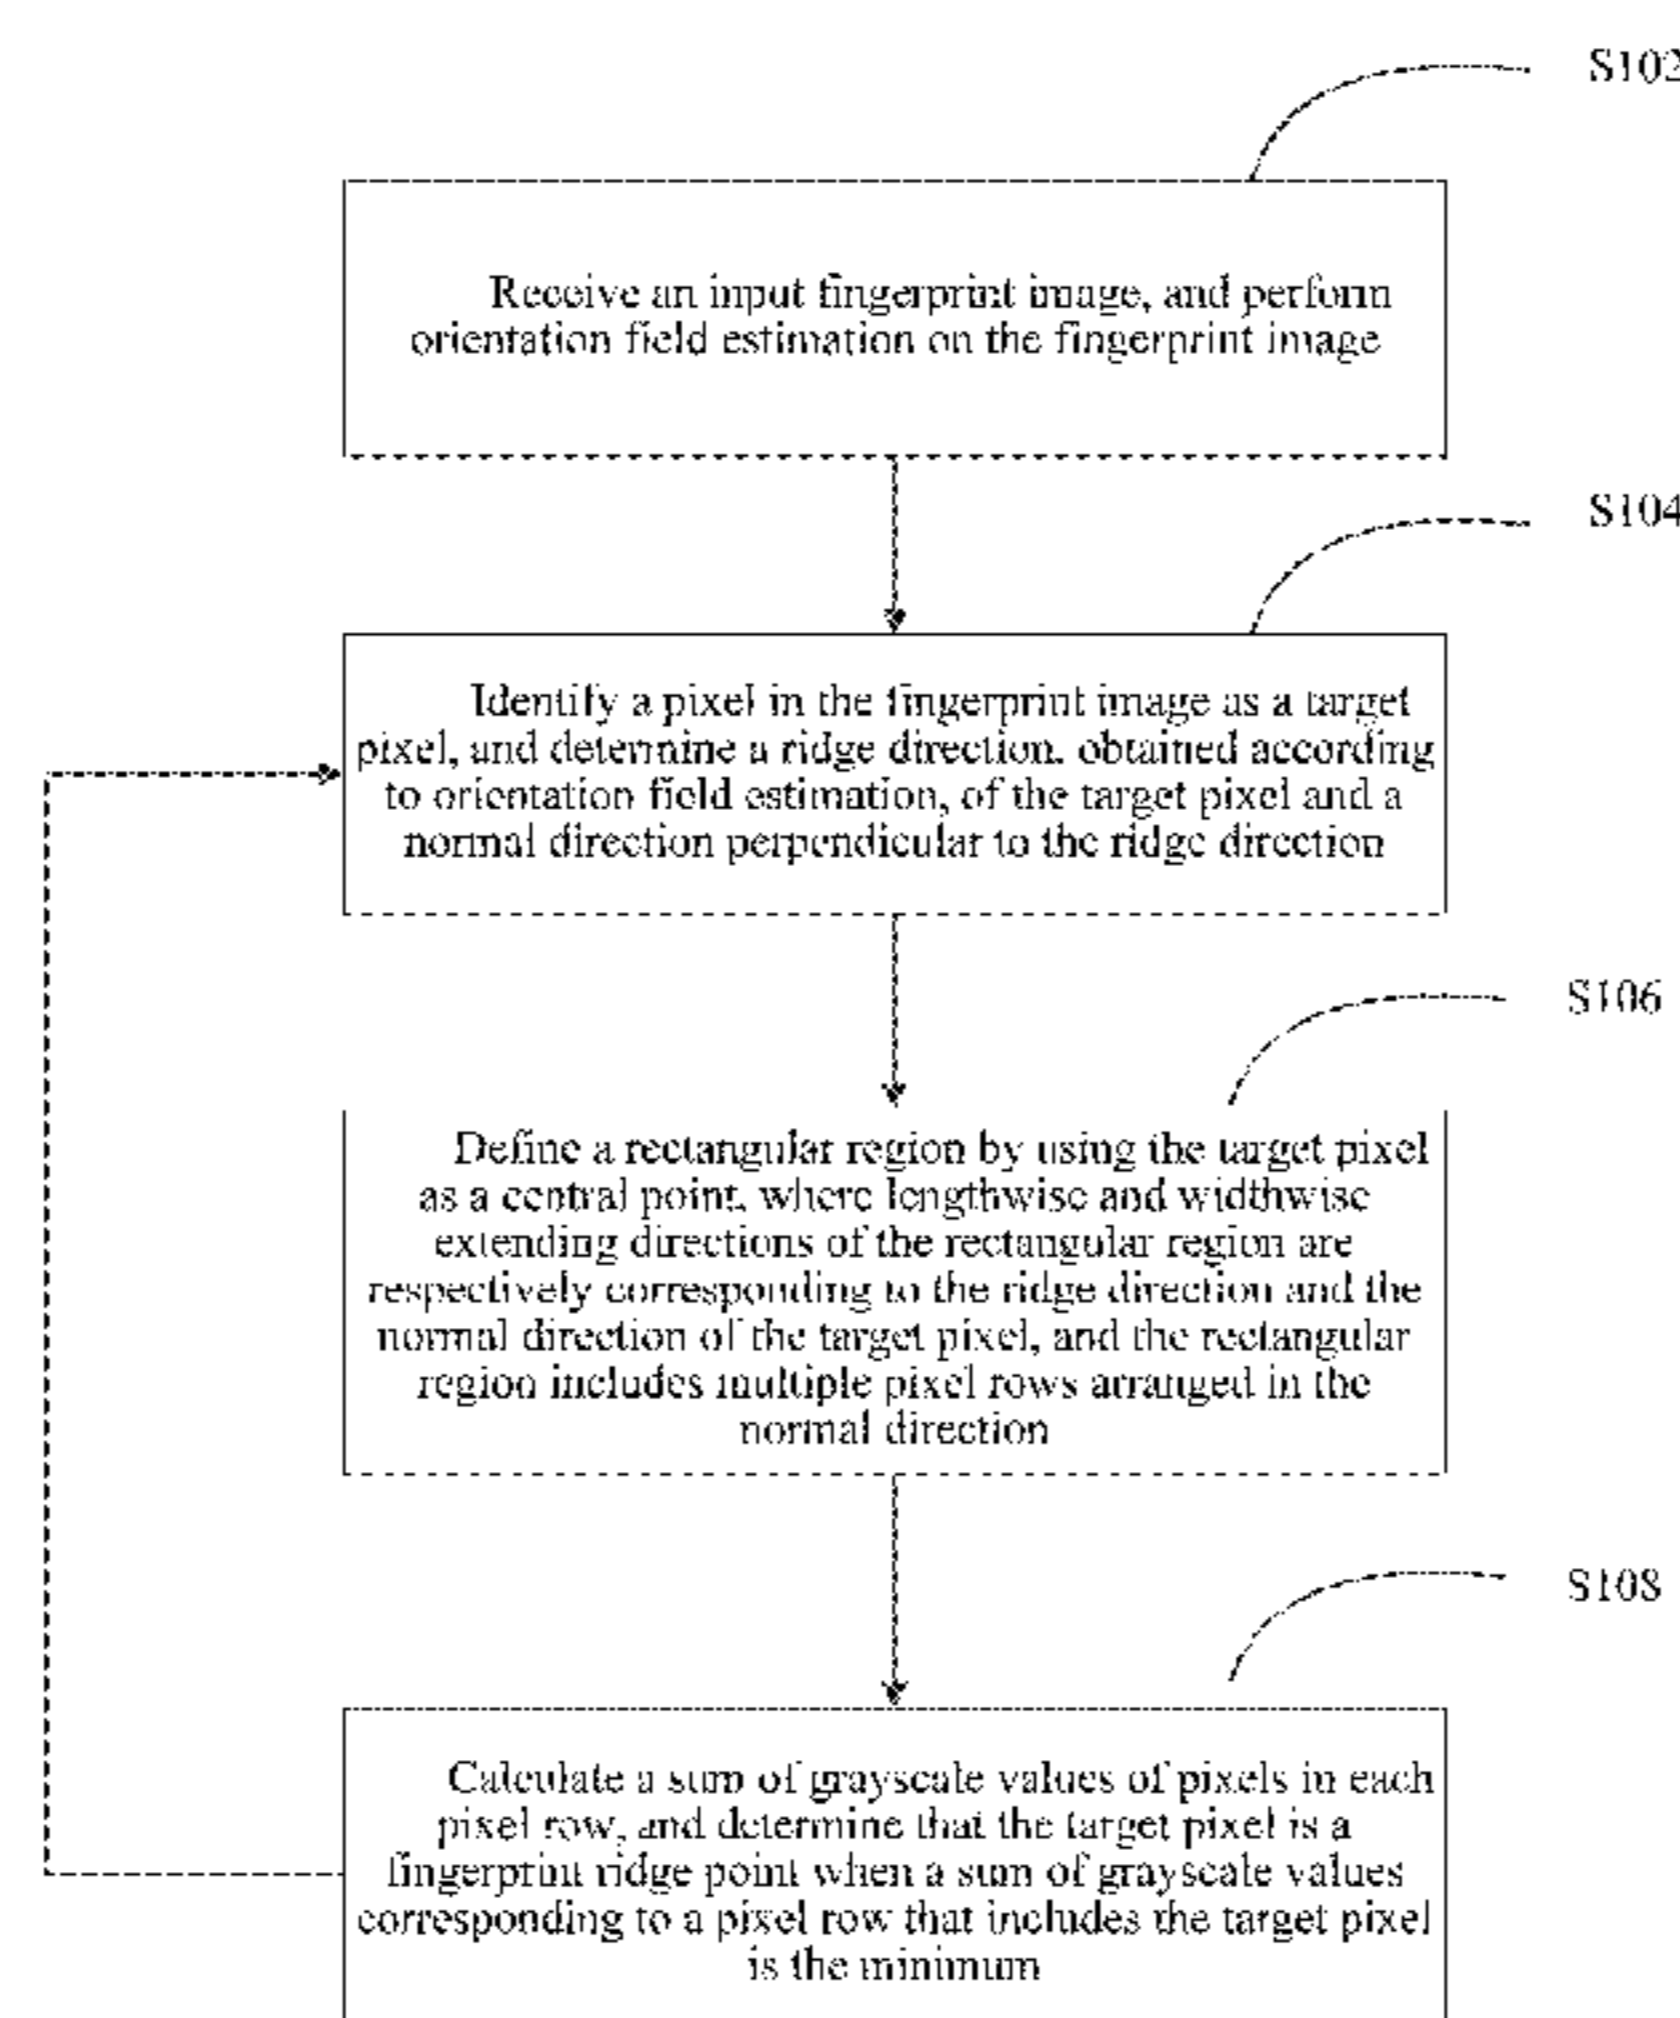 S102
Receive an input fingerprint image, and perform
orientation field estimation on the fingerprint image
S104
Identify a pixel in the fingerprint image as a target
pixel, and determine a ridge direction, obtained according
to orientation field estimation, of the target pixel and a
normal direction perpendicular to the ridge direction
S106
Define a rectangular region by using the target pixel
as a central point, where lengthwise and widthwise
extending directions of the rectangular region are
respectively corresponding to the ridge direction and the
normal direction of the target pixel, and the rectangular
region includes multiple pixel rows arranged in the
normal direction
S108
Calculate a sum of grayscale values of pixels in each
pixel row, and determine that the target pixel is a
fingerprint ridge point when a sum of grayscale values
corresponding to a pixel row that includes the target pixel
is the minimum